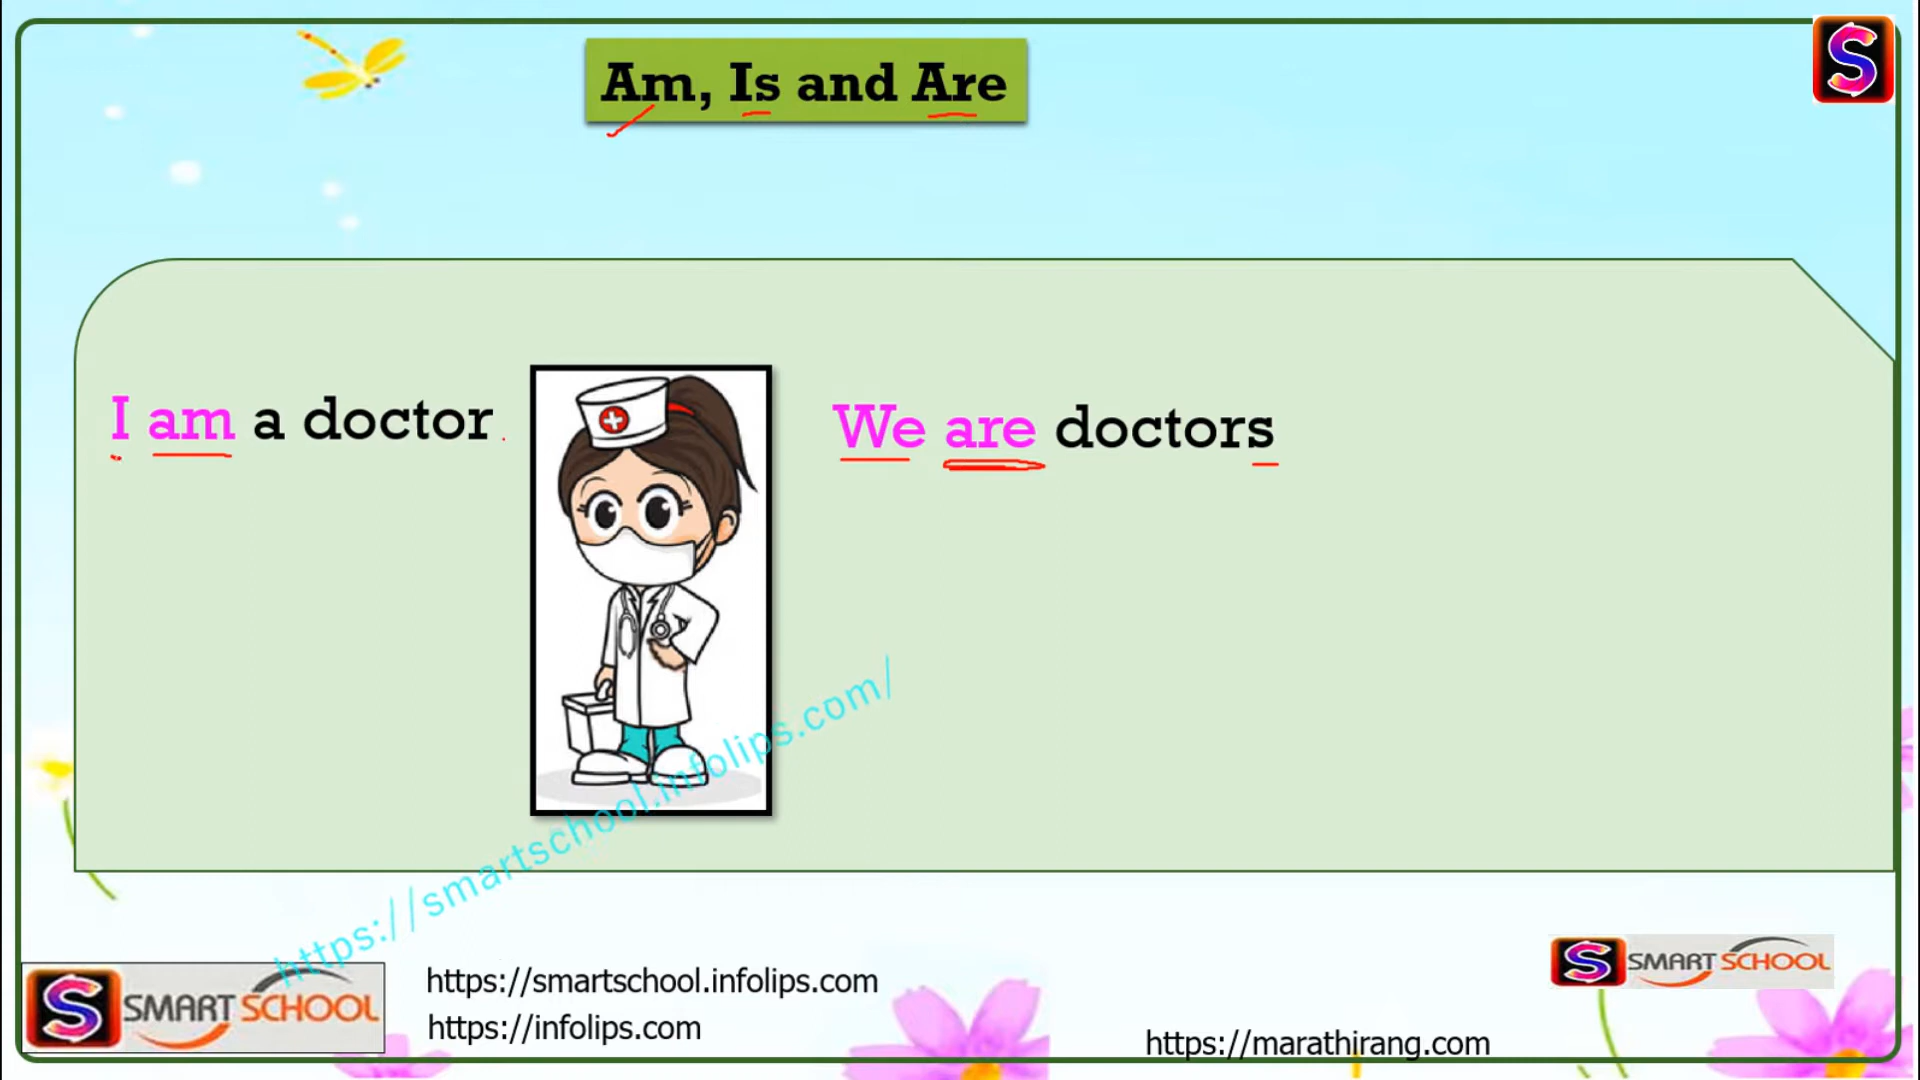 Am, Is and Are
S
I am a doctor
We are doctors
https://smartschool.infolips.com/
S SMART SCHOOL
https://smartschool.infolips.com
https://infolips.com
S SMART SCHOOL
https://marathirang.com